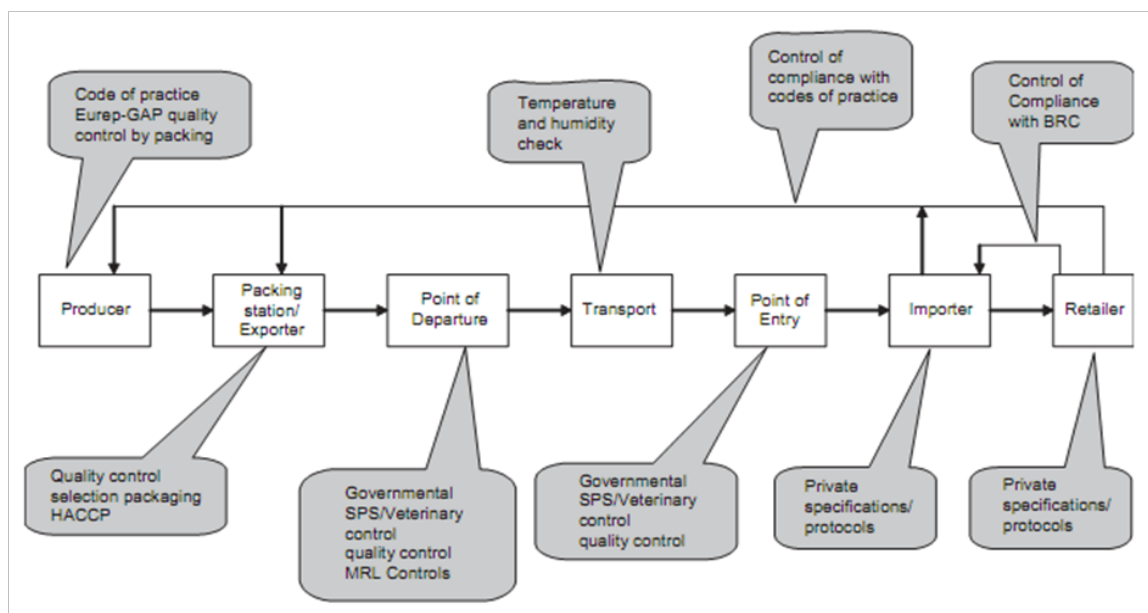 Code of practice
Eurep-GAP quality
control by packing
Temperature
and humidity
check
Control of
compliance with
codes of practice
Control of
Compliance
with BRC
Producer
Packing
station/
Exporter
Point of
Departure
Transport
Point of
Entry
Importer
Retailer
Quality control
selection packaging
HACCP
Governmental
SPS/Veterinary
control
quality control
MRL Controls
Governmental
SPS/Veterinary
control
quality control
Private
specifications/
protocols
Private
specifications/
protocols